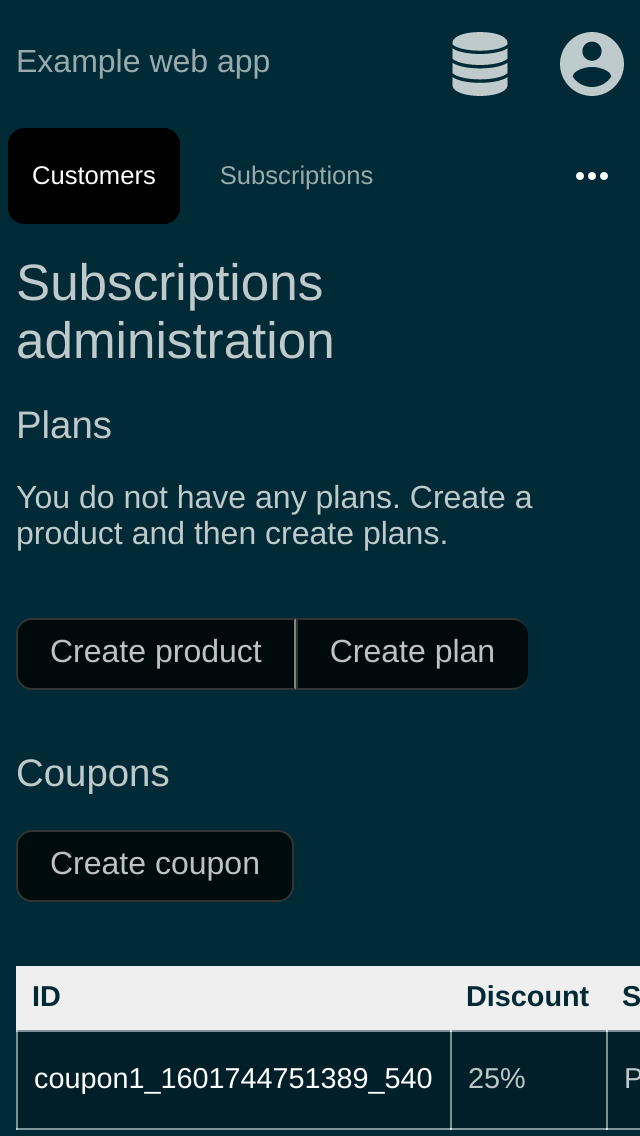 Example web app
Customers Subscriptions
Subscriptions
administration
Plans
You do not have any plans. Create a
product and then create plans.
Create product Create plan
Coupons
Create coupon
ID Discount S
coupon1_1601744751389_540 25% P